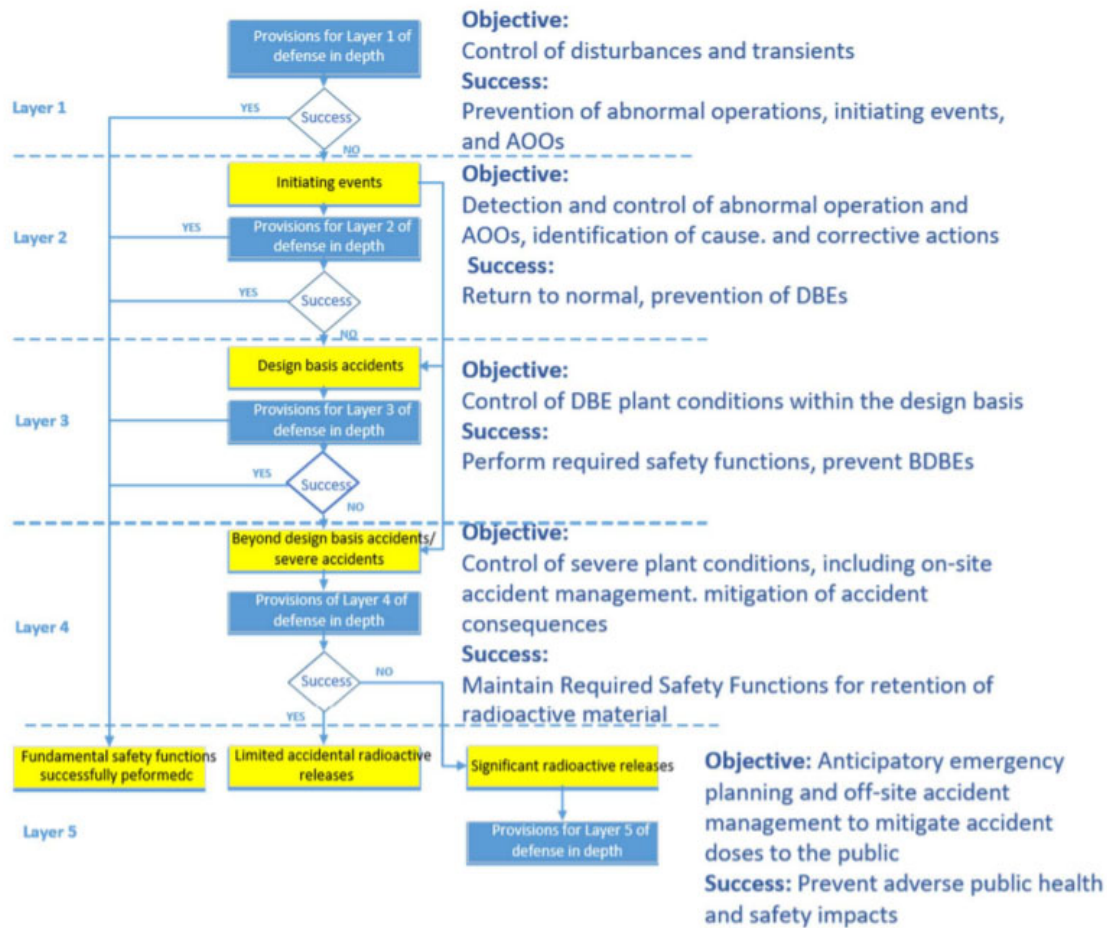 Provisions for Layer 1 of
defense in depth
Objective:
Control of disturbances and transients
Success:
Prevention of abnormal operations, initiating events,
and AOOs
Layer 1
YES
Success
NO
Initiating events
Objective:
Detection and control of abnormal operation and
AOOs, identification of cause. and corrective actions
Success:
Return to normal, prevention of DBEs
Layer 2
YES
Provisions for Layer 2 of
defense in depth
YES
Success
NO
Design basis accidents
Objective:
Control of DBE plant conditions within the design basis
Success:
Perform required safety functions, prevent BDBEs
Layer 3
Provisions for Layer 3 of
defense in depth
YES
Success
NO
Beyond design basis accidents/
severe accidents
Objective:
Control of severe plant conditions, including on-site
accident management. mitigation of accident
consequences
Success:
Maintain Required Safety Functions for retention of
radioactive material
Layer 4
Provisions of Layer 4 of
defense in depth
Success
NO
YES
Fundamental safety functions
successfully peformedc
Limited accidental radioactive
releases
Significant radioactive releases
Layer 5
Provisions for Layer 5 of
defense in depth
Objective: Anticipatory emergency
planning and off-site accident
management to mitigate accident
doses to the public
Success: Prevent adverse public health
and safety impacts